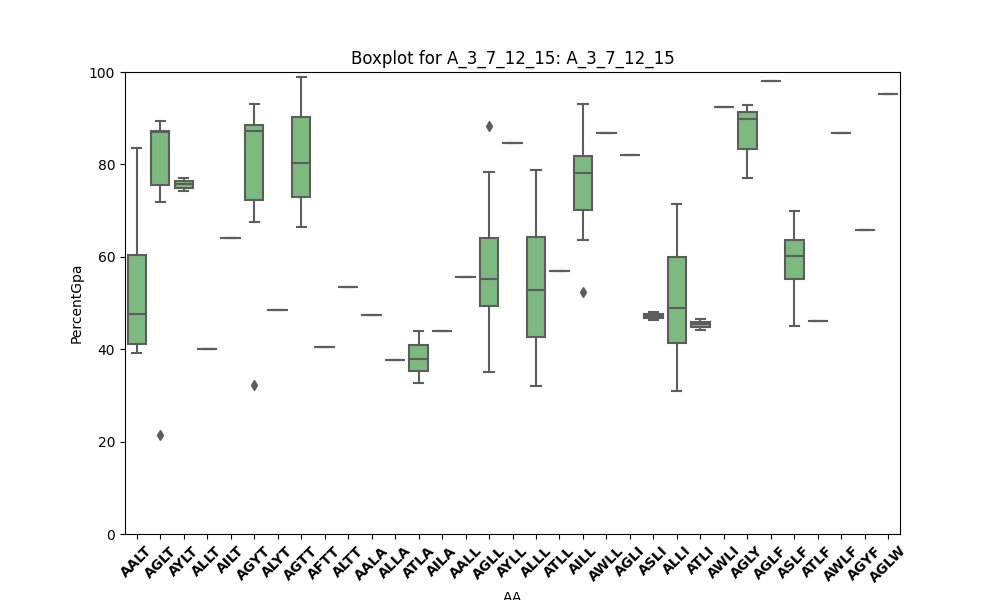 Boxplot for A_3_7_12_15: A_3_7_12_15
100
80
60
40
20
0
PercentGpa
AALT AGLT AYLT ALLT AILT AGYT ALYT AGTT AFTT ALTT AALA ALLA ATLA AILA AALL AGLL AYLL ALLL ATLL AILL AWLL AGLI ASLI ALLI ATLI AWLI AGLY AGLF ASLF ATLF AWLF AGYF AGLW
AA